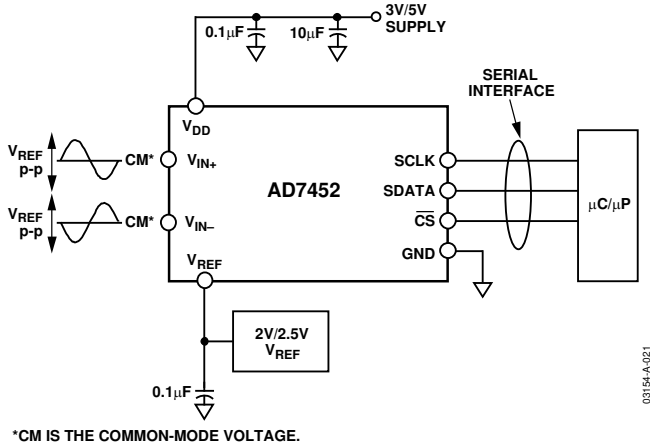 3V/5V
SUPPLY
0.1μF
10μF
SERIAL
INTERFACE
VDD
VREF
p-p
CM*
VIN+
SCLK
AD7452
SDATA
μC/μP
VREF
p-p
CM*
VIN–
CS
VREF
GND
2V/2.5V
VREF
0.1μF
03154-A-021
*CM IS THE COMMON-MODE VOLTAGE.